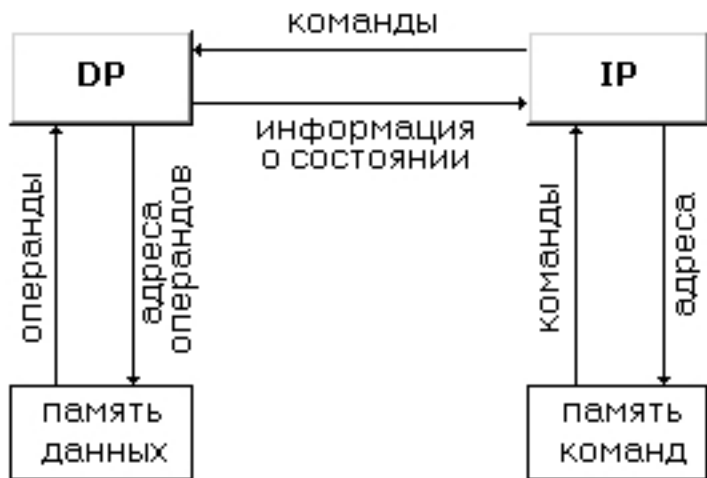 команды
DP
IP
информация
о состоянии
операнды
адреса
операндов
команды
адреса
память
данных
память
команд